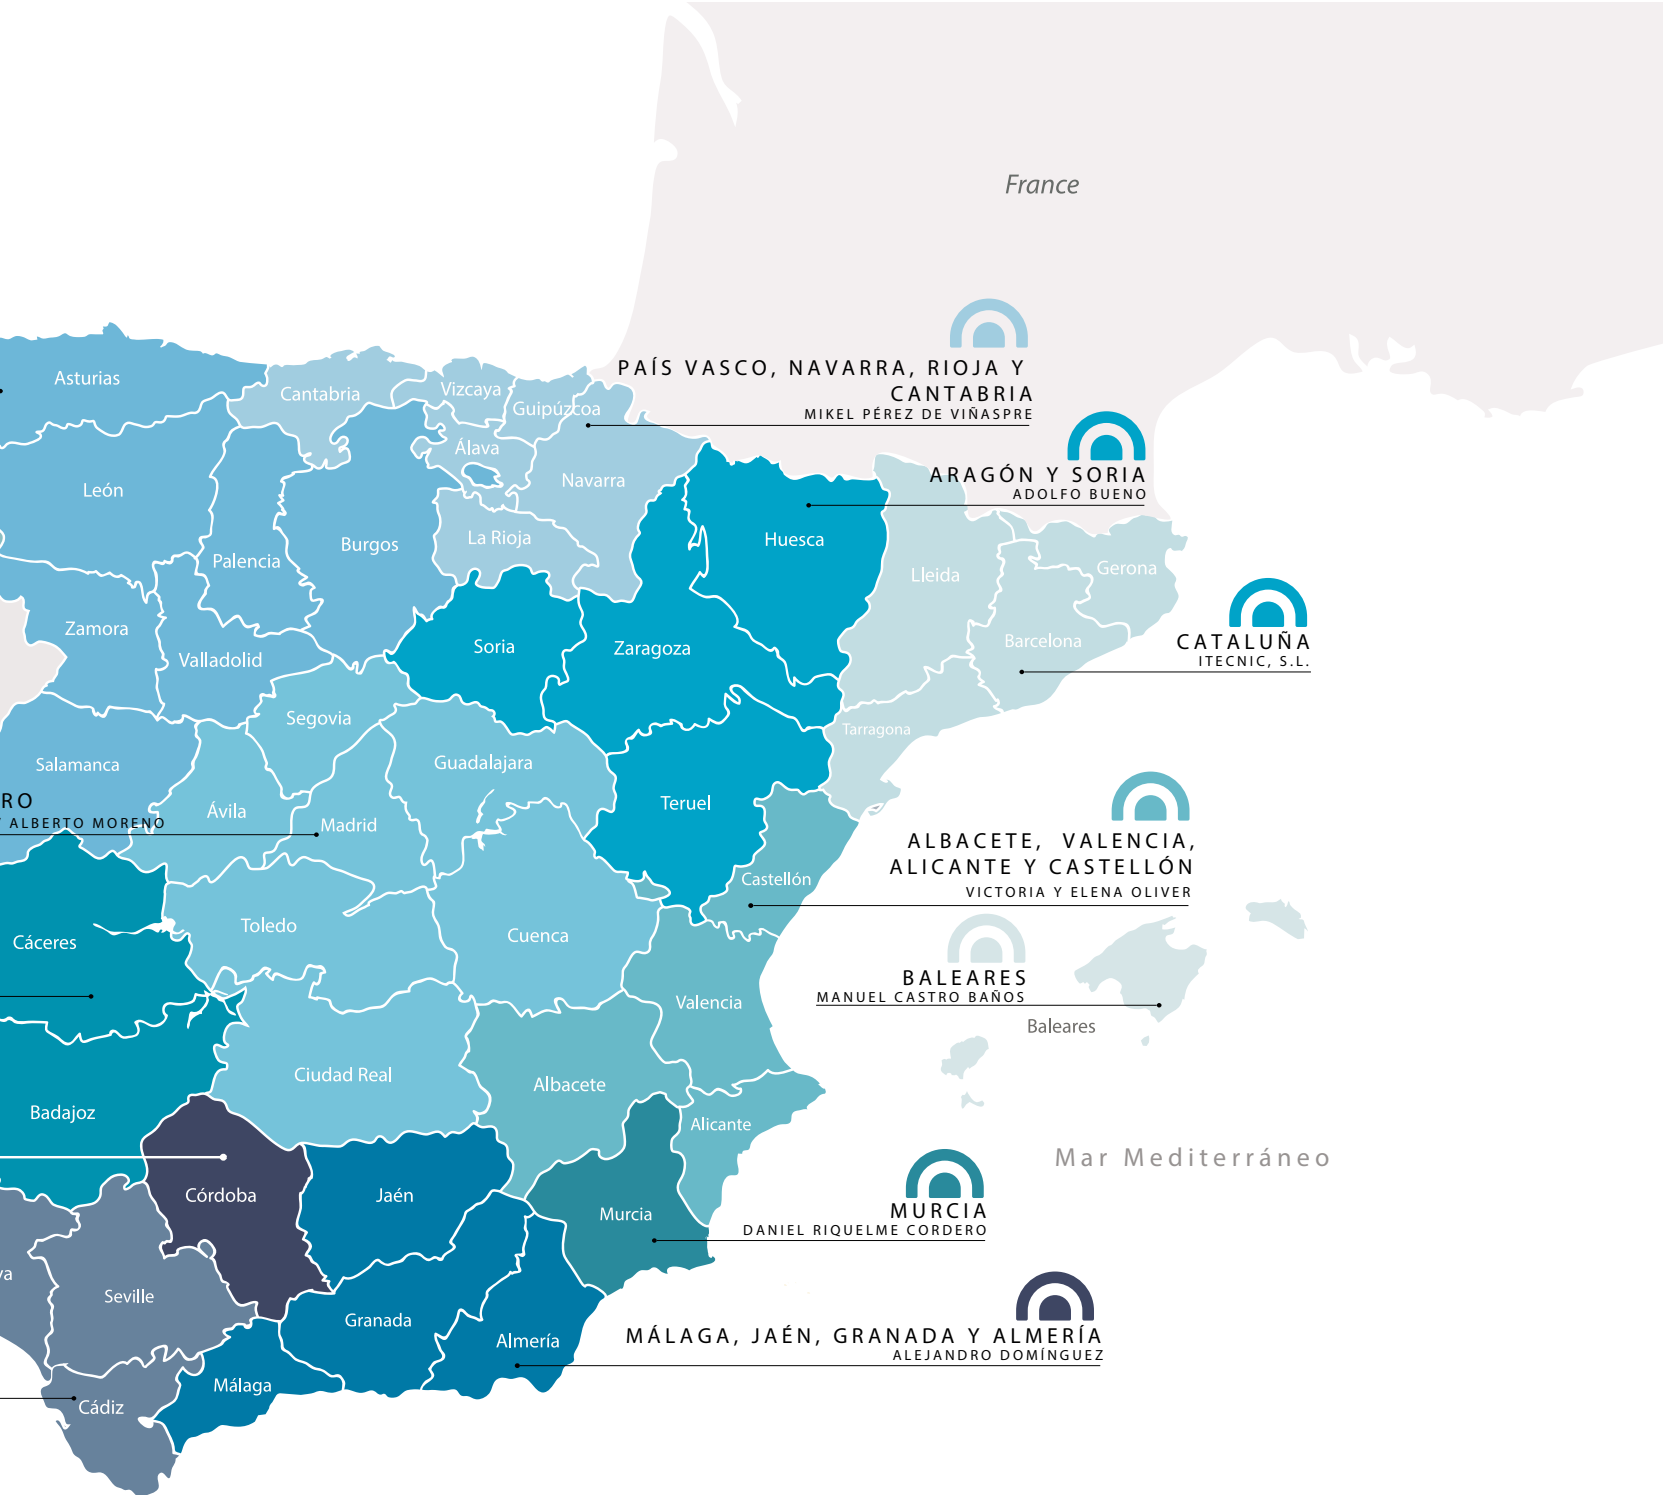 France
PAÍS VASCO, NAVARRA, RIOJA Y
CANTABRIA
MIKEL PÉREZ DE VIÑASPRE
Asturias
Cantabria
Vizcaya
Guipúzcoa
Álava
ARAGÓN Y SORIA
ADOLFO BUENO
León
Navarra
Palencia
Burgos
La Rioja
Huesca
Lleida
Gerona
Zamora
Valladolid
Soria
Zaragoza
Barcelona
CATALUÑA
ITECNIC, S.L.
Segovia
Tarragona
Salamanca
Guadalajara
RO
Y ALBERTO MORENO
Ávila
Madrid
Teruel
ALBACETE, VALENCIA,
ALICANTE Y CASTELLÓN
VICTORIA Y ELENA OLIVER
Castellón
Toledo
Cáceres
Cuenca
BALEARES
MANUEL CASTRO BAÑOS
Baleares
Valencia
Ciudad Real
Albacete
Badajoz
Alicante
Mar Mediterráneo
Córdoba
Jaén
Murcia
MURCIA
DANIEL RIQUELME CORDERO
va
Seville
Granada
Almería
MÁLAGA, JAÉN, GRANADA Y ALMERÍA
ALEJANDRO DOMÍNGUEZ
Málaga
Cádiz